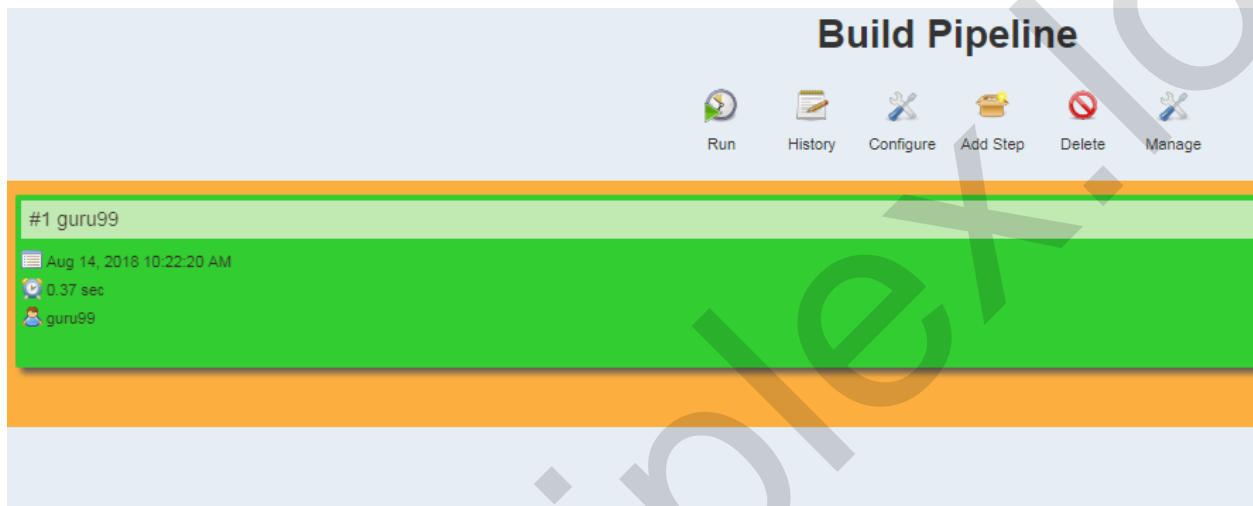 Build Pipeline
Run History Configure Add Step Delete Manage
#1 guru99
Aug 14, 2018 10:22:20 AM
0.37 sec
guru99